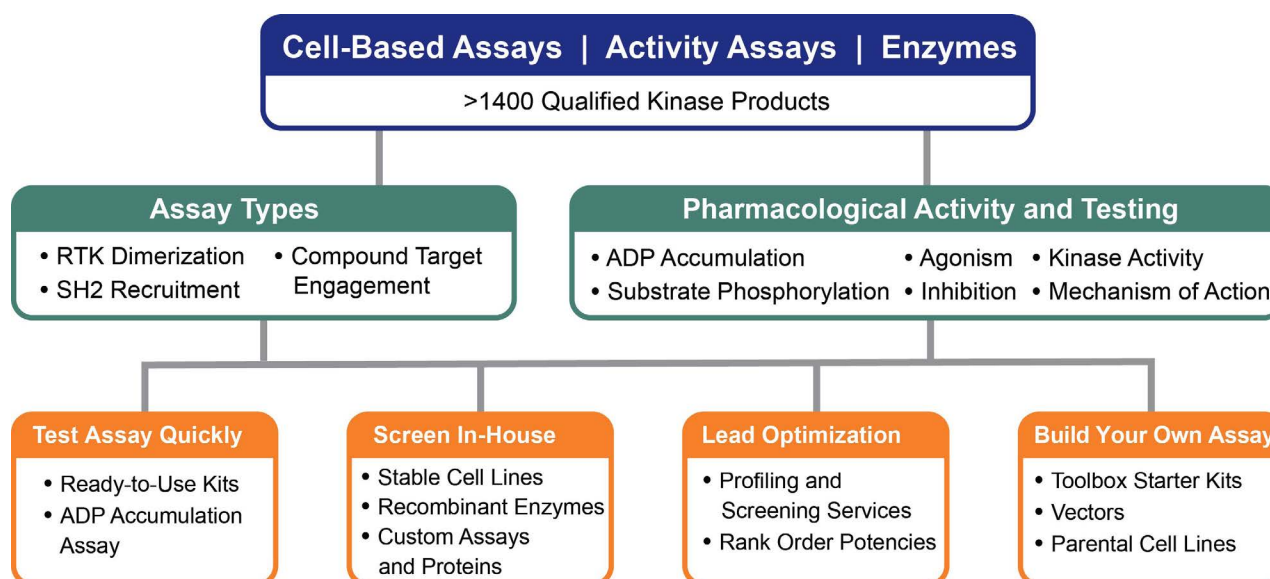 Cell-Based Assays | Activity Assays | Enzymes
>1400 Qualified Kinase Products
Assay Types
• RTK Dimerization
• SH2 Recruitment
• Compound Target
Engagement
Pharmacological Activity and Testing
• ADP Accumulation
• Substrate Phosphorylation
• Agonism
• Inhibition
• Kinase Activity
• Mechanism of Action
Test Assay Quickly
• Ready-to-Use Kits
• ADP Accumulation
Assay
Screen In-House
• Stable Cell Lines
• Recombinant Enzymes
• Custom Assays
and Proteins
Lead Optimization
• Profiling and
Screening Services
• Rank Order Potencies
Build Your Own Assay
• Toolbox Starter Kits
• Vectors
• Parental Cell Lines